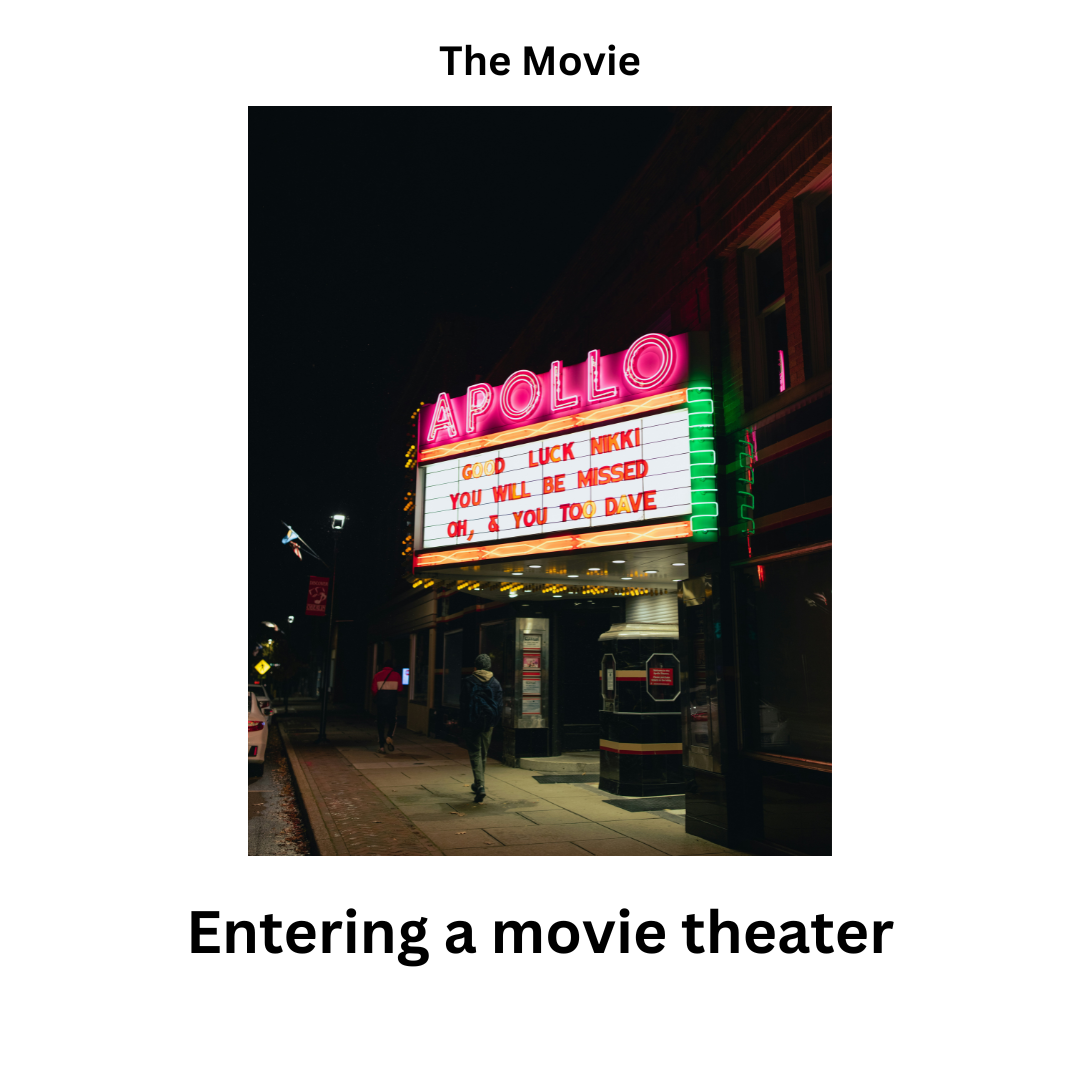 The Movie
APOLLO
GOOD LUCK NIKKI
YOU WILL BE MISSED
OH, & YOU TOO DAVE
Entering a movie theater